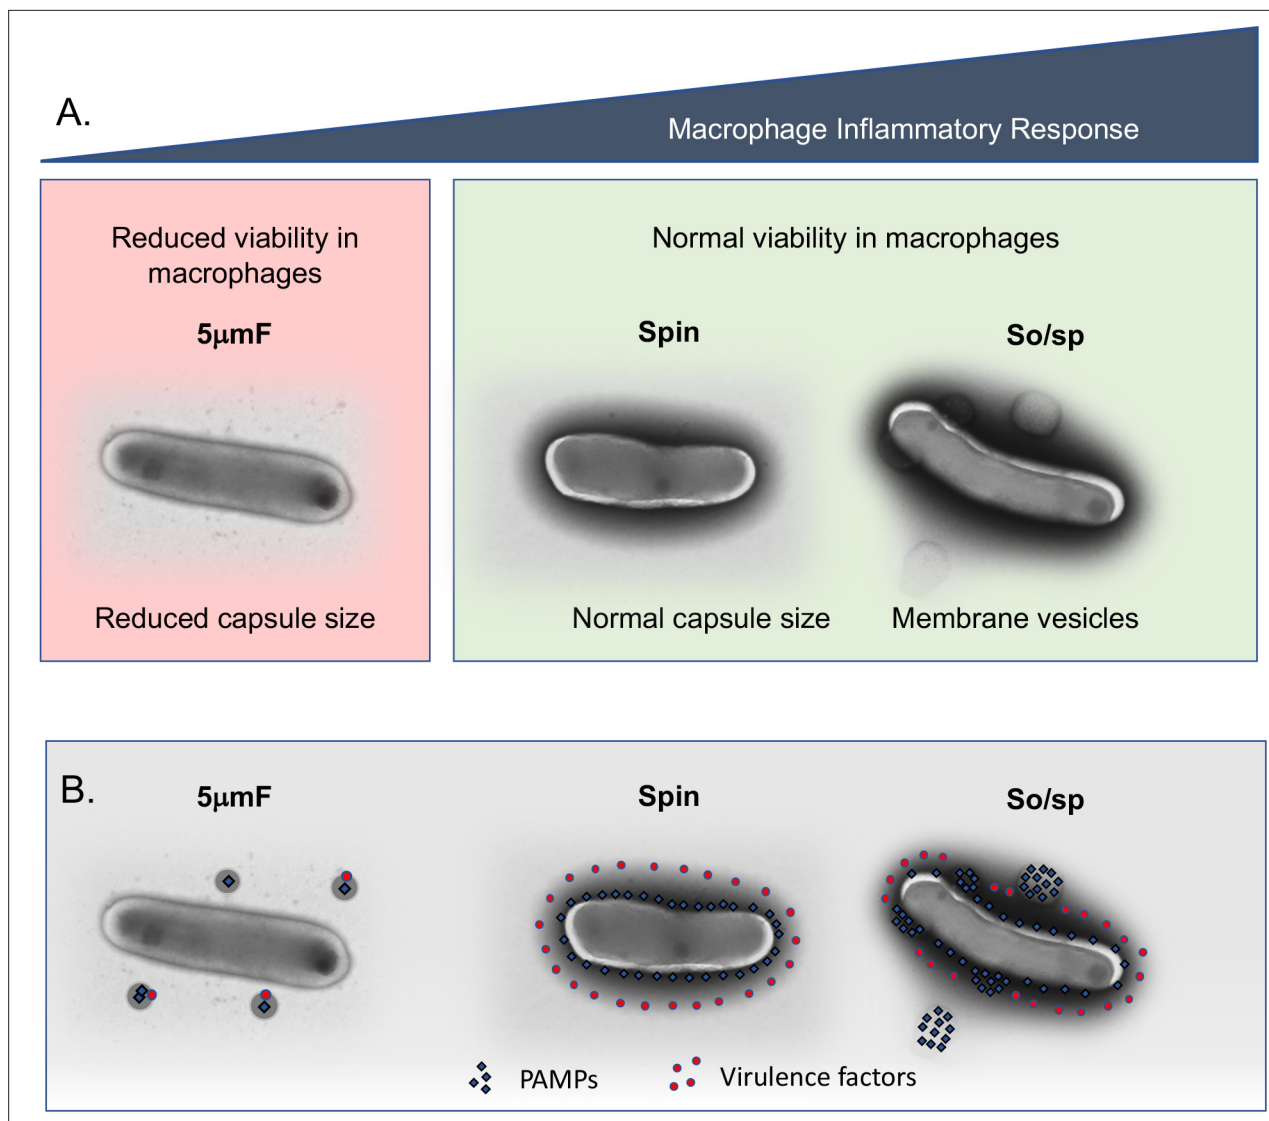 A.
Macrophage Inflammatory Response
Reduced viability in
macrophages
5μmF
Reduced capsule size
Normal viability in macrophages
Spin
So/sp
Normal capsule size
Membrane vesicles
B.
5μmF
Spin
So/sp
PAMPs
Virulence factors